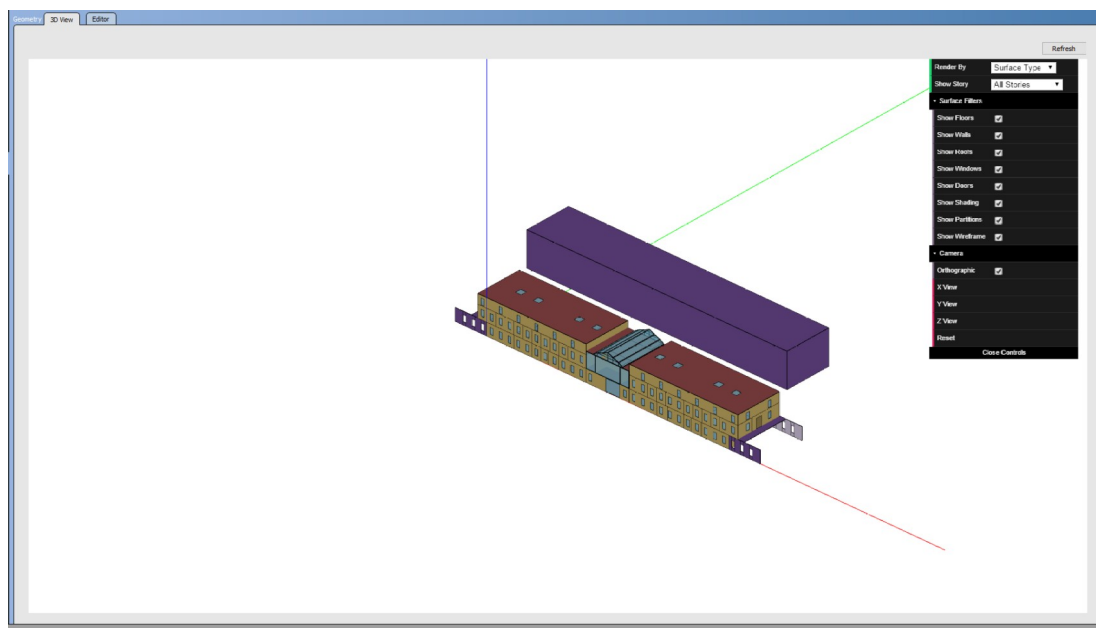 Geometry 3D View Editor
Refresh
Render By Surface Type
Show Story All Stories
Surface Filters
Show Floors
Show Walls
Show Roofs
Show Windows
Show Doors
Show Shading
Show Partitions
Show Wireframe
Camera
Orthographic
X View
Y View
Z View
Reset
Close Controls